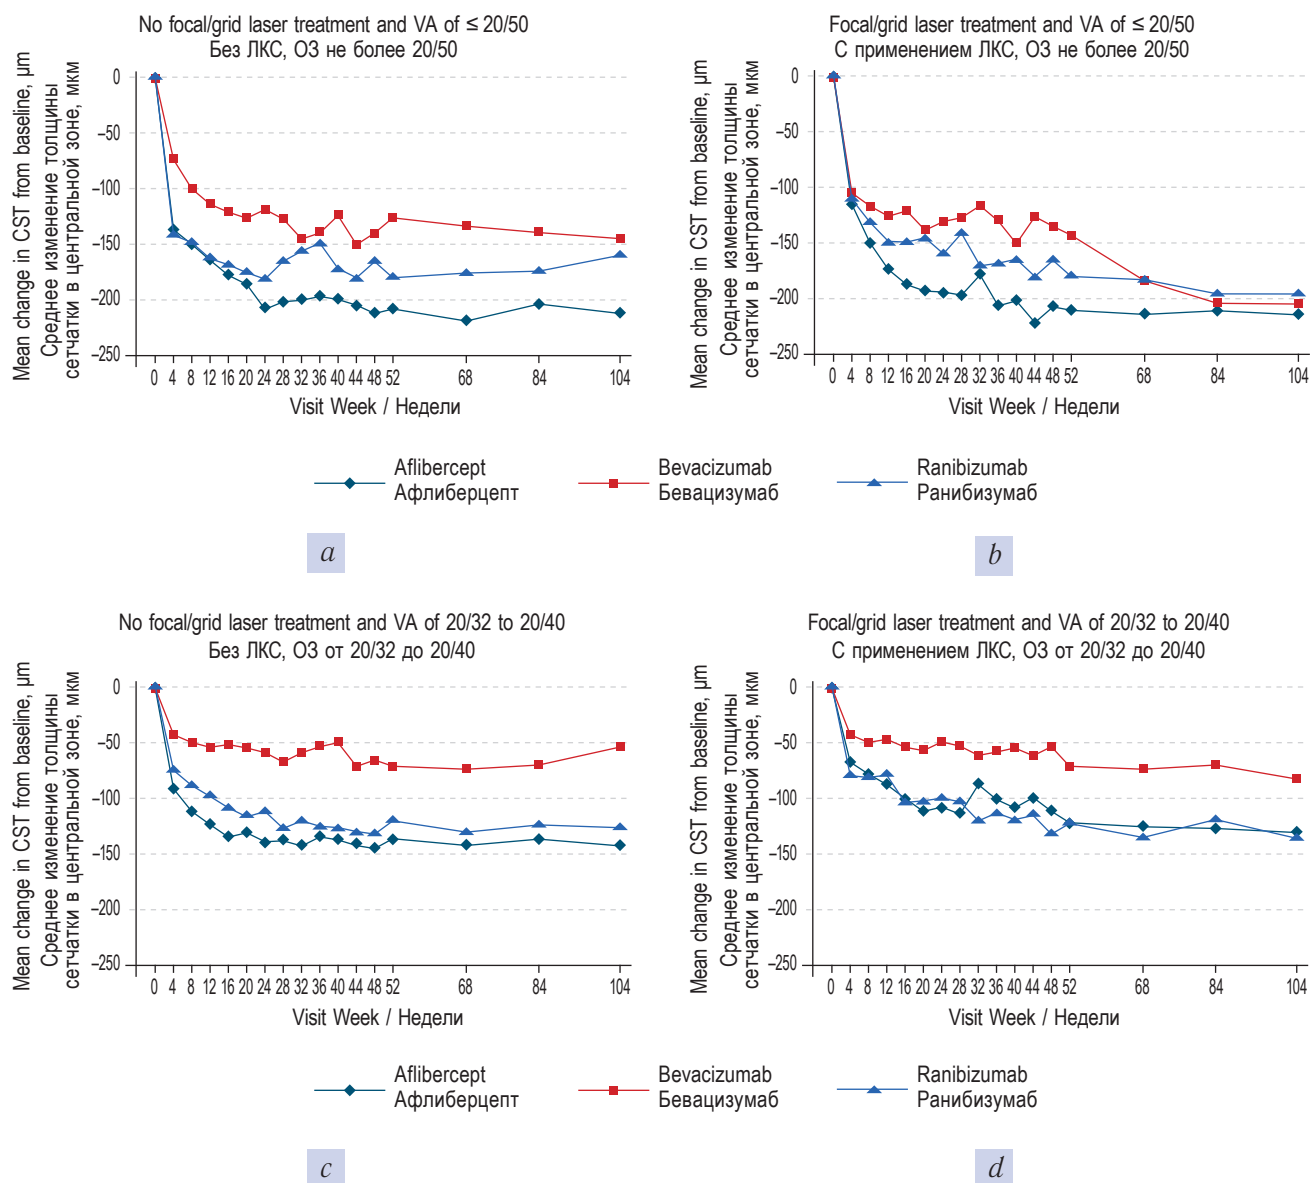 No focal/grid laser treatment and VA of ≤ 20/50
Без ЛКС, ОЗ не более 20/50
Mean change in CST from baseline, µm
Среднее изменение толщины
сетчатки в центральной зоне, мкм
0
–50
–100
–150
–200
–250
0 4 8 12 16 20 24 28 32 36 40 44 48 52 68 84 104
Visit Week / Недели
Focal/grid laser treatment and VA of ≤ 20/50
С применением ЛКС, ОЗ не более 20/50
Mean change in CST from baseline, µm
Среднее изменение толщины
сетчатки в центральной зоне, мкм
0
–50
–100
–150
–200
–250
0 4 8 12 16 20 24 28 32 36 40 44 48 52 68 84 104
Visit Week / Недели
Aflibercept
Афлиберцепт
Bevacizumab
Бевацизумаб
Ranibizumab
Ранибизумаб
a
b
No focal/grid laser treatment and VA of 20/32 to 20/40
Без ЛКС, ОЗ от 20/32 до 20/40
Mean change in CST from baseline, µm
Среднее изменение толщины
сетчатки в центральной зоне, мкм
0
–50
–100
–150
–200
–250
0 4 8 12 16 20 24 28 32 36 40 44 48 52 68 84 104
Visit Week / Недели
Focal/grid laser treatment and VA of 20/32 to 20/40
С применением ЛКС, ОЗ от 20/32 до 20/40
Mean change in CST from baseline, µm
Среднее изменение толщины
сетчатки в центральной зоне, мкм
0
–50
–100
–150
–200
–250
0 4 8 12 16 20 24 28 32 36 40 44 48 52 68 84 104
Visit Week / Недели
Aflibercept
Афлиберцепт
Bevacizumab
Бевацизумаб
Ranibizumab
Ранибизумаб
c
d